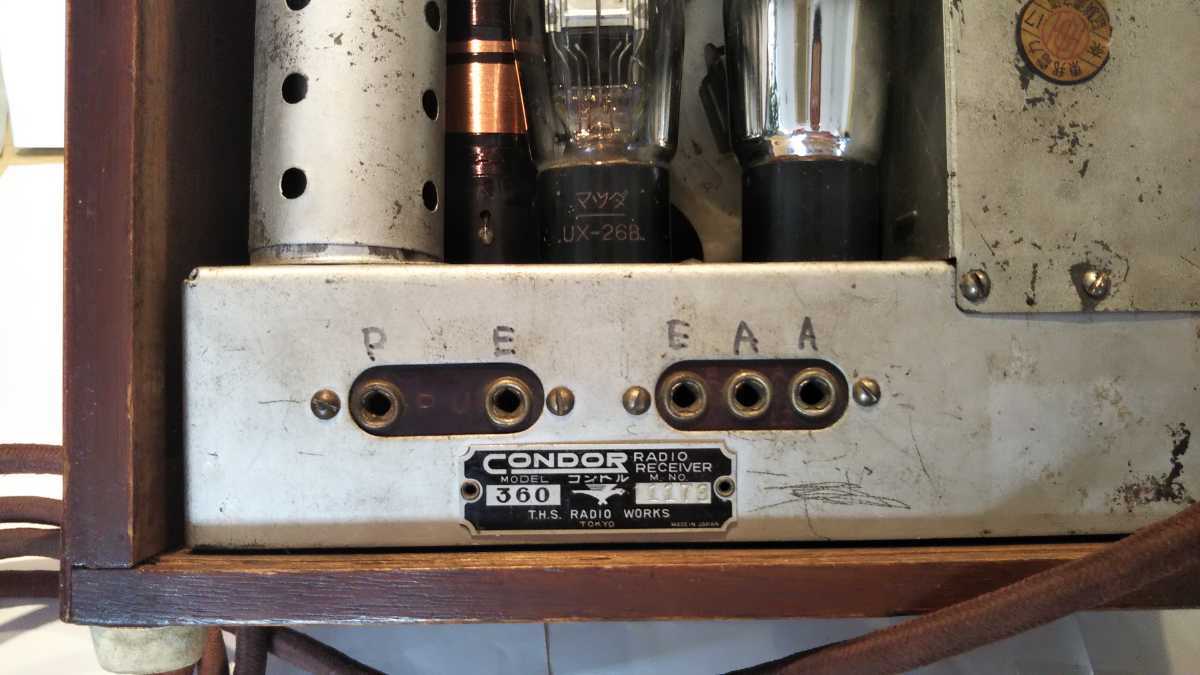 マツダ
UX-26B
P E
E A A
CONDOR RADIO RECEIVER
MODEL コンドル M. NO.
360 1179
T.H.S. RADIO WORKS
TOKYO MADE IN JAPAN